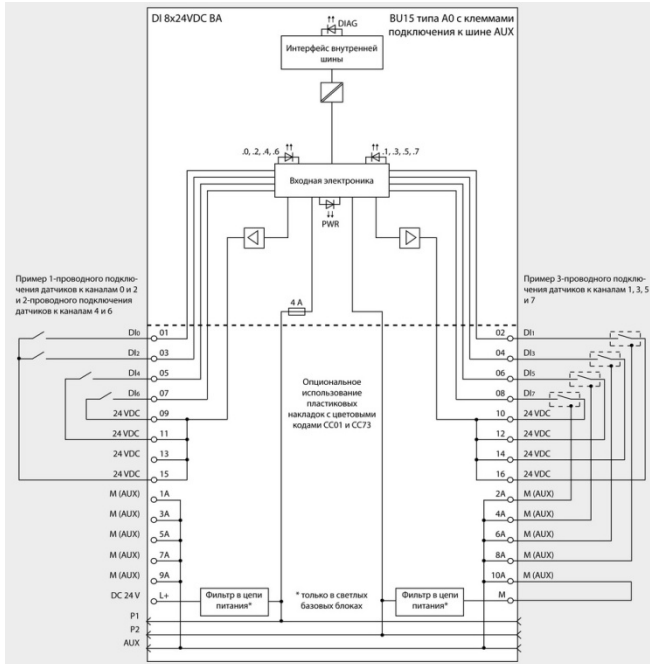 DI 8x24VDC BA
BU15 типа A0 с клеммами
подключения к шине AUX
DIAG
Интерфейс внутренней
шины
.0, .2, .4, .6
.1, .3, .5, .7
Входная электроника
PWR
Пример 1-проводного подклю-
чения датчиков к каналам 0 и 2
и 2-проводного подключения
датчиков к каналам 4 и 6
Пример 3-проводного подклю-
чения датчиков к каналам 1, 3, 5
и 7
4 A
DI0 01
02 DI1
DI2 03
04 DI3
DI4 05
06 DI5
DI6 07
08 DI7
24 VDC 09
10 24 VDC
24 VDC 11
12 24 VDC
24 VDC 13
14 24 VDC
24 VDC 15
16 24 VDC
Опциональное
использование
пластиковых
накладок с цветовыми
кодами CC01 и CC73
M (AUX) 1A
2A M (AUX)
M (AUX) 3A
4A M (AUX)
M (AUX) 5A
6A M (AUX)
M (AUX) 7A
8A M (AUX)
M (AUX) 9A
10A M (AUX)
DC 24 V L+
Фильтр в цепи
питания*
* только в светлых
базовых блоках
Фильтр в цепи
питания*
M
P1
P2
AUX